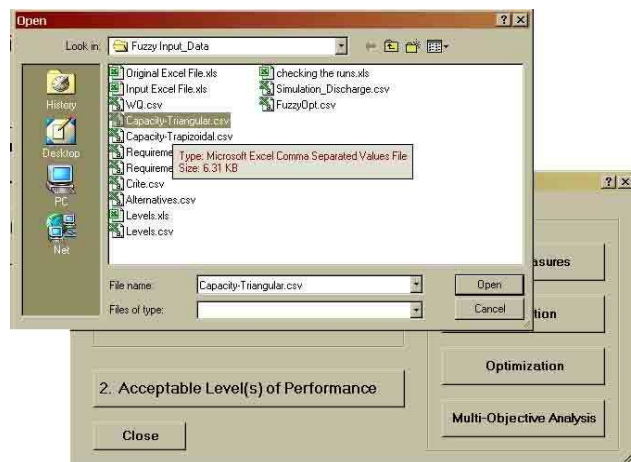 Open
Look in: Fuzzy Input_Data
History
Desktop
PC
Net
Original Excel File.xls
Input Excel File.xls
WQ.csv
Capacity-Triangular.csv
Capacity-Trapizoidal.csv
Requireme
Requireme
Crite.csv
Alternatives.csv
Levels.xls
Levels.csv
checking the runs.xls
Simulation_Discharge.csv
FuzzyOpt.csv
Type: Microsoft Excel Comma Separated Values File
Size: 6.31 KB
File name: Capacity-Triangular.csv Open
Files of type: Cancel
asures
tion
Optimization
2. Acceptable Level(s) of Performance
Multi-Objective Analysis
Close